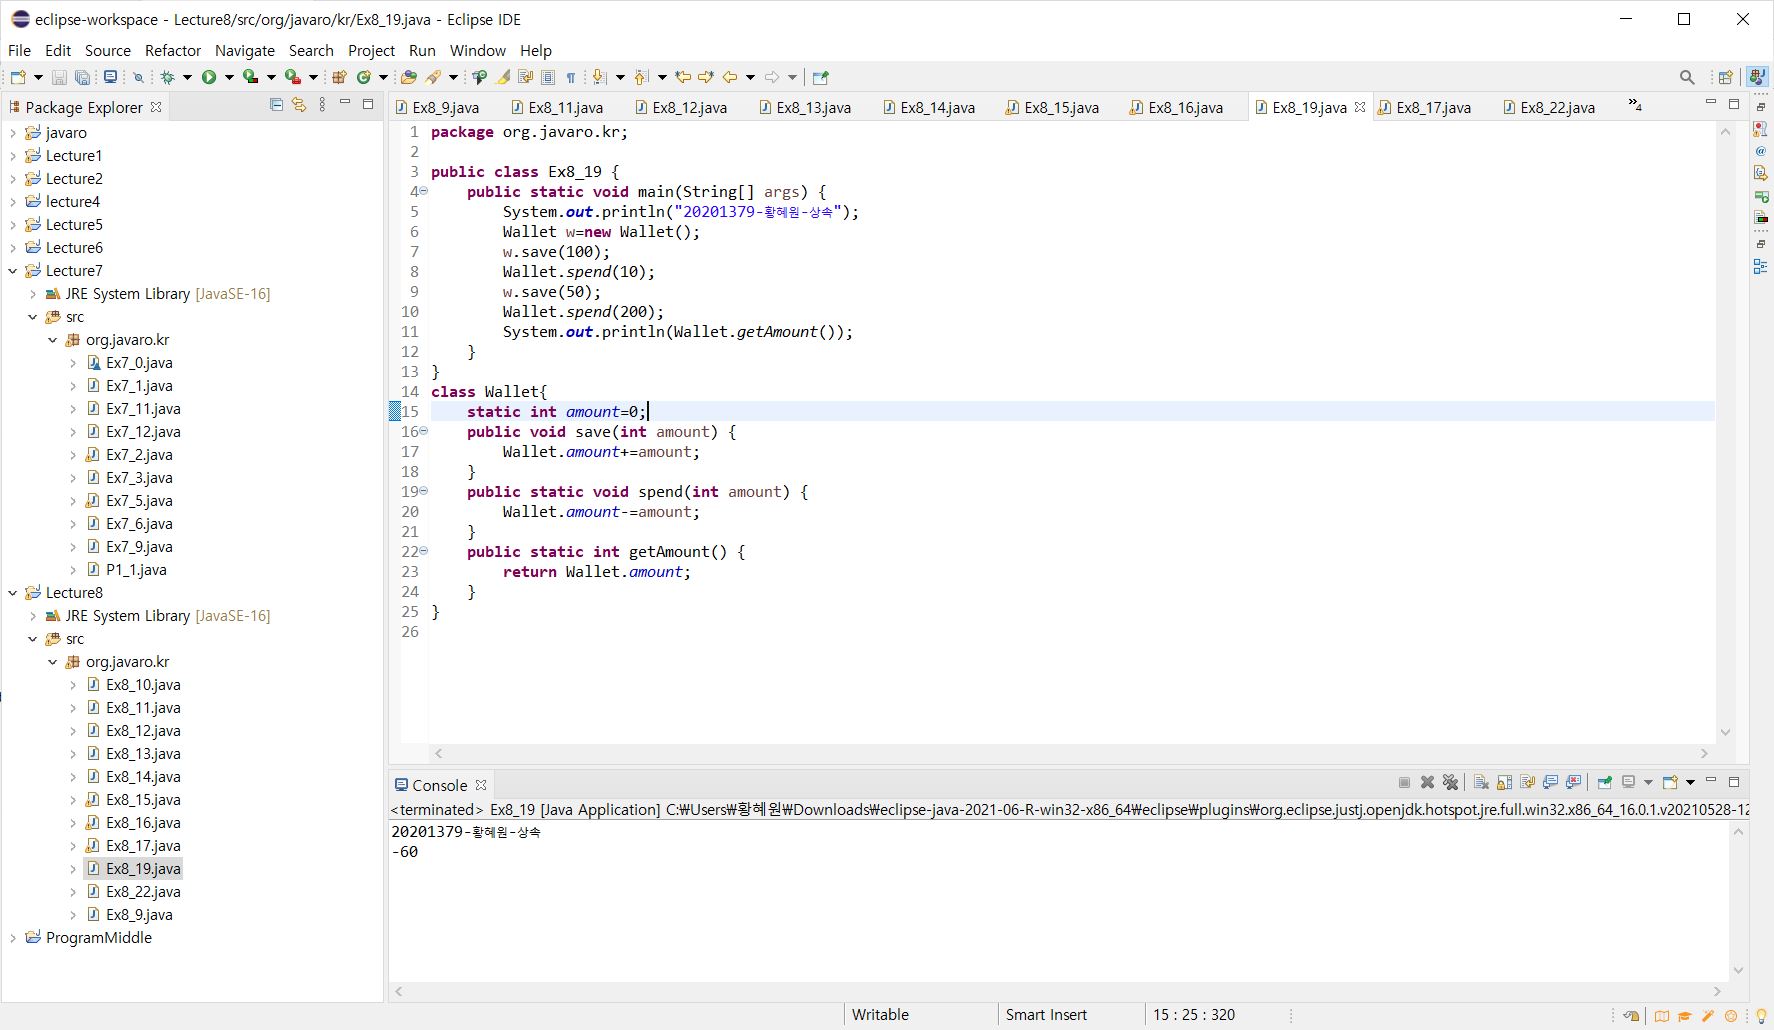 eclipse-workspace - Lecture8/src/org/javaro/kr/Ex8_19.java - Eclipse IDE
File Edit Source Refactor Navigate Search Project Run Window Help
Package Explorer
javaro
Lecture1
Lecture2
lecture4
Lecture5
Lecture6
Lecture7
JRE System Library [JavaSE-16]
src
org.javaro.kr
Ex7_0.java
Ex7_1.java
Ex7_11.java
Ex7_12.java
Ex7_2.java
Ex7_3.java
Ex7_5.java
Ex7_6.java
Ex7_9.java
P1_1.java
Lecture8
JRE System Library [JavaSE-16]
src
org.javaro.kr
Ex8_10.java
Ex8_11.java
Ex8_12.java
Ex8_13.java
Ex8_14.java
Ex8_15.java
Ex8_16.java
Ex8_17.java
Ex8_19.java
Ex8_22.java
Ex8_9.java
ProgramMiddle
Ex8_9.java Ex8_11.java Ex8_12.java Ex8_13.java Ex8_14.java Ex8_15.java Ex8_16.java Ex8_19.java Ex8_17.java Ex8_22.java »4
1 package org.javaro.kr;
2
3 public class Ex8_19 {
4 public static void main(String[] args) {
5 System.out.println("20201379-황혜원-상속");
6 Wallet w=new Wallet();
7 w.save(100);
8 Wallet.spend(10);
9 w.save(50);
10 Wallet.spend(200);
11 System.out.println(Wallet.getAmount());
12 }
13 }
14 class Wallet{
15 static int amount=0;
16 public void save(int amount) {
17 Wallet.amount+=amount;
18 }
19 public static void spend(int amount) {
20 Wallet.amount-=amount;
21 }
22 public static int getAmount() {
23 return Wallet.amount;
24 }
25 }
26
Console
<terminated> Ex8_19 [Java Application] C:₩Users₩황혜원₩Downloads₩eclipse-java-2021-06-R-win32-x86_64₩eclipse₩plugins₩org.eclipse.justj.openjdk.hotspot.jre.full.win32.x86_64_16.0.1.v20210528-12
20201379-황혜원-상속
-60
Writable Smart Insert 15 : 25 : 320